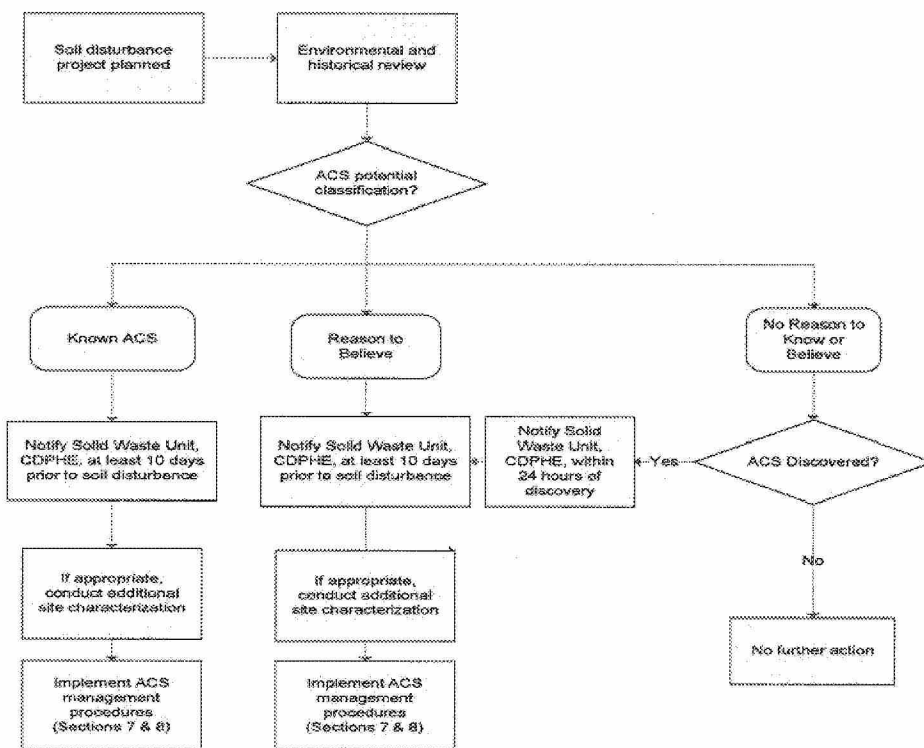 Soil disturbance
project planned
Environmental and
historical review
ACS potential
classification?
Known ACS
Reason to
Believe
No Reason to
Know or
Believe
Notify Solid Waste Unit,
CDPHE, at least 10 days
prior to soil disturbance
Notify Solid Waste Unit,
CDPHE, at least 10 days
prior to soil disturbance
Notify Solid
Waste Unit,
CDPHE, within
24 hours of
discovery
Yes
ACS Discovered?
If appropriate,
conduct additional
site characterization
If appropriate,
conduct additional
site characterization
No
No further action
Implement ACS
management
procedures
(Sections 7 & 8)
Implement ACS
management
procedures
(Sections 7 & 8)